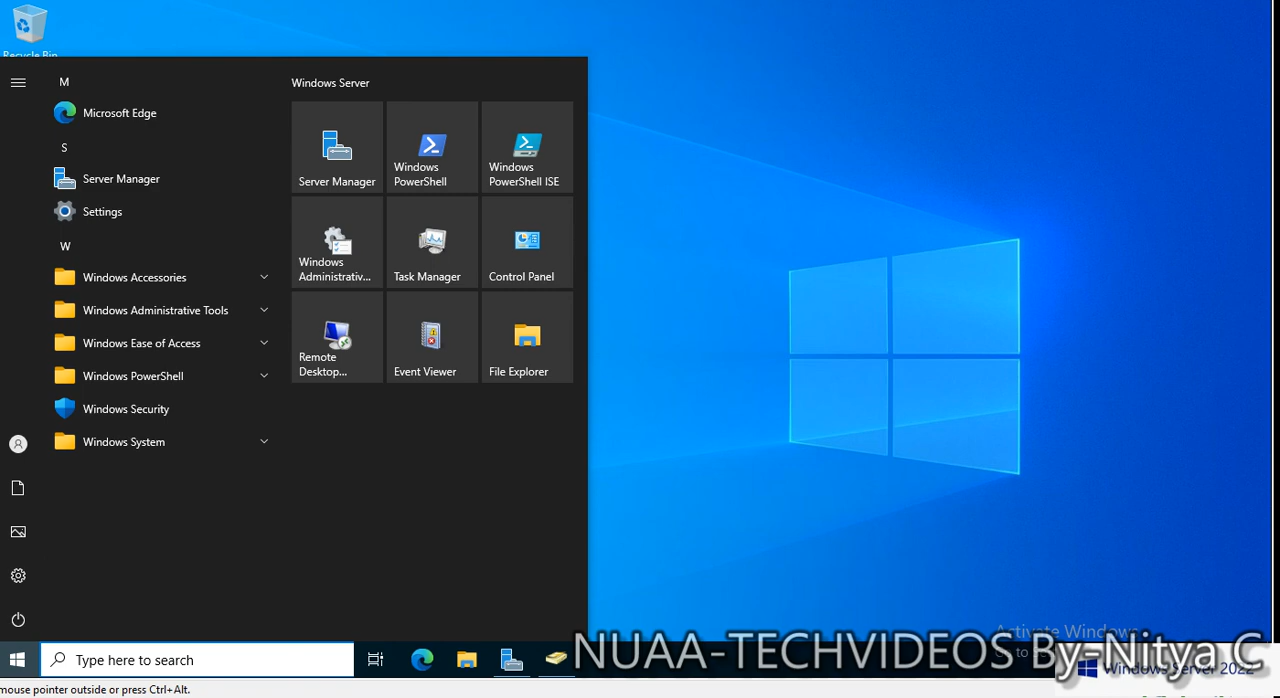 Recycle Bin
M
Microsoft Edge
S
Server Manager
Settings
W
Windows Accessories
Windows Administrative Tools
Windows Ease of Access
Windows PowerShell
Windows Security
Windows System
Windows Server
Server Manager
Windows
PowerShell
Windows
PowerShell ISE
Windows
Administrativ...
Task Manager
Control Panel
Remote
Desktop...
Event Viewer
File Explorer
Activate Windows
Go to
Type here to search
NUAA-TECHVIDEOS By-Nitya C
Windows Server 2022
mouse pointer outside or press Ctrl+Alt.